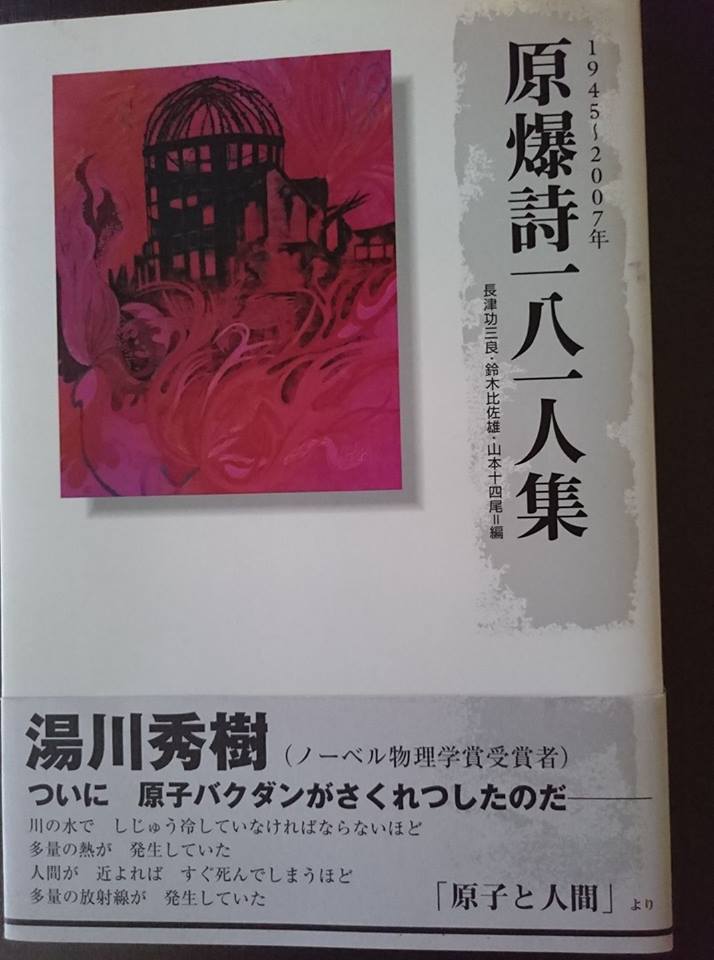 1945〜2007年
原爆詩一八一人集
長津功三良・鈴木比佐雄・山本十四尾=編
湯川秀樹（ノーベル物理学賞受賞者）
ついに　原子バクダンがさくれつしたのだ――
川の水で　しじゅう冷していなければならないほど
多量の熱が　発生していた
人間が　近よれば　すぐ死んでしまうほど
多量の放射線が　発生していた
「原子と人間」より